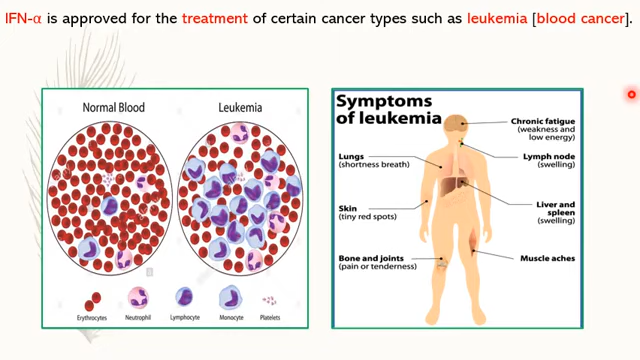 IFN-α is approved for the treatment of certain cancer types such as leukemia [blood cancer].
Normal Blood
Leukemia
Erythrocytes
Neutrophil
Lymphocyte
Monocyte
Platelets
Symptoms
of leukemia
Chronic fatigue
(weakness and
low energy)
Lungs
(shortness breath)
Lymph node
(swelling)
Skin
(tiny red spots)
Liver and
spleen
(swelling)
Bone and joints
(pain or tenderness)
Muscle aches